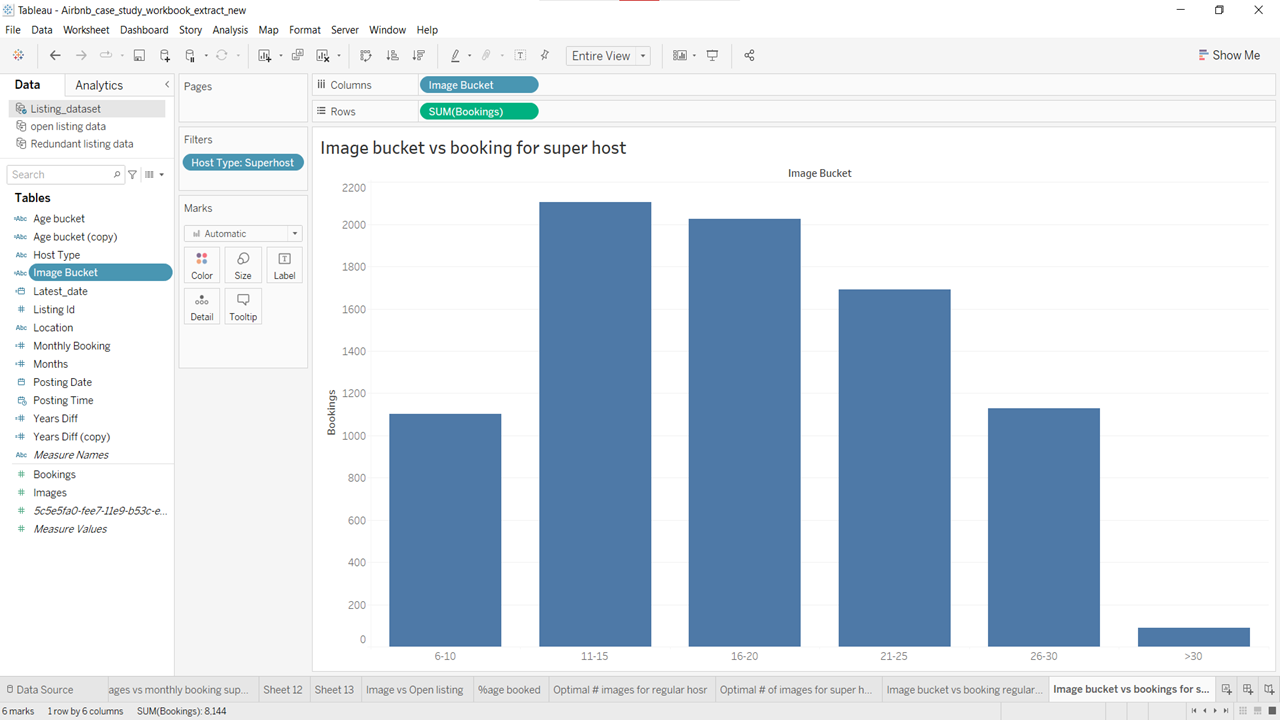 Tableau - Airbnb_case_study_workbook_extract_new
File Data Worksheet Dashboard Story Analysis Map Format Server Window Help
Entire View
Show Me
Data Analytics
Listing_dataset
open listing data
Redundant listing data
Search
Tables
Abc Age bucket
Abc Age bucket (copy)
Abc Host Type
Abc Image Bucket
Latest_date
# Listing Id
Abc Location
# Monthly Booking
# Months
Posting Date
Posting Time
# Years Diff
# Years Diff (copy)
Abc Measure Names
# Bookings
# Images
# 5c5e5fa0-fee7-11e9-b53c-e...
# Measure Values
Pages
Filters
Host Type: Superhost
Marks
Automatic
Color Size Label
Detail Tooltip
Columns Image Bucket
Rows SUM(Bookings)
Image bucket vs booking for super host
Image Bucket
Bookings
2200
2000
1800
1600
1400
1200
1000
800
600
400
200
0
6-10 11-15 16-20 21-25 26-30 >30
Data Source ages vs monthly booking sup... Sheet 12 Sheet 13 Image vs Open listing %age booked Optimal # images for regular hosr Optimal # of images for super h... Image bucket vs booking regular... Image bucket vs bookings for s...
6 marks 1 row by 6 columns SUM(Bookings): 8,144